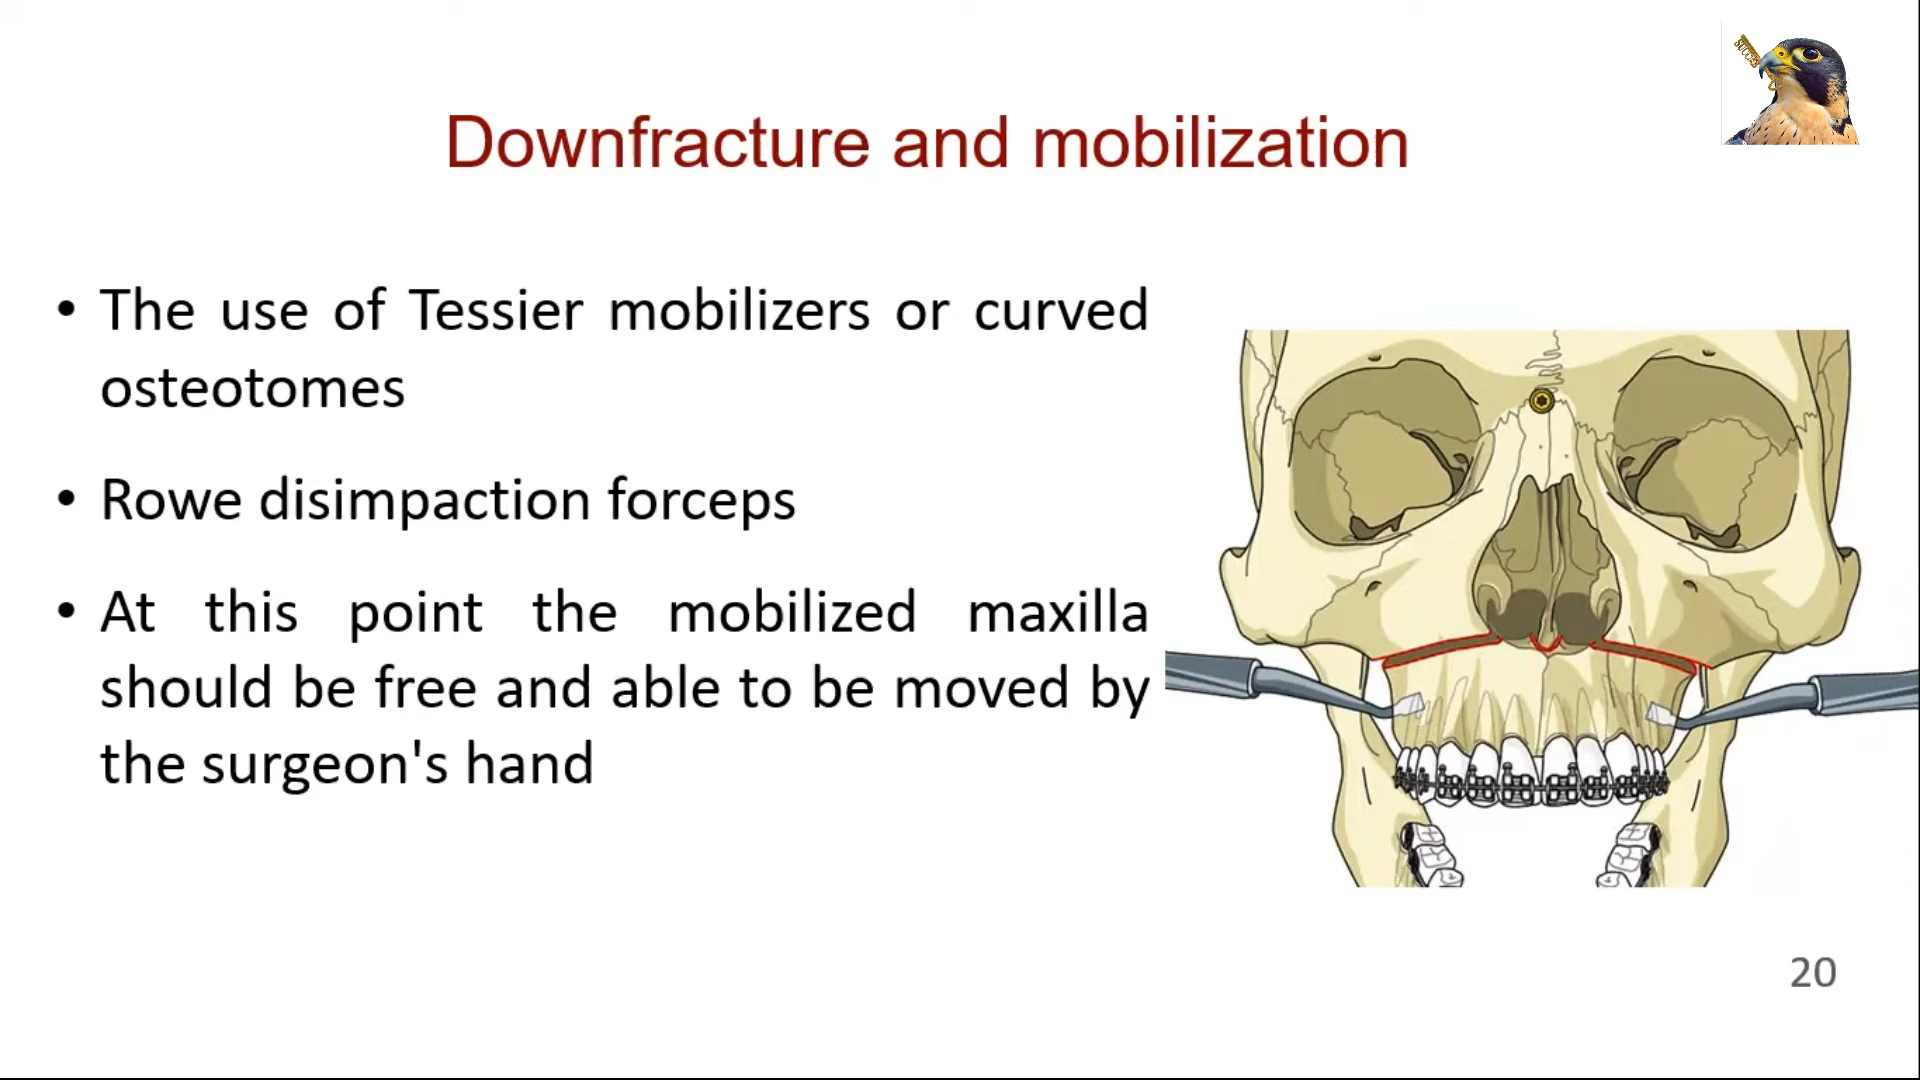 Downfracture and mobilization
• The use of Tessier mobilizers or curved
osteotomes
• Rowe disimpaction forceps
• At this point the mobilized maxilla
should be free and able to be moved by
the surgeon's hand
20